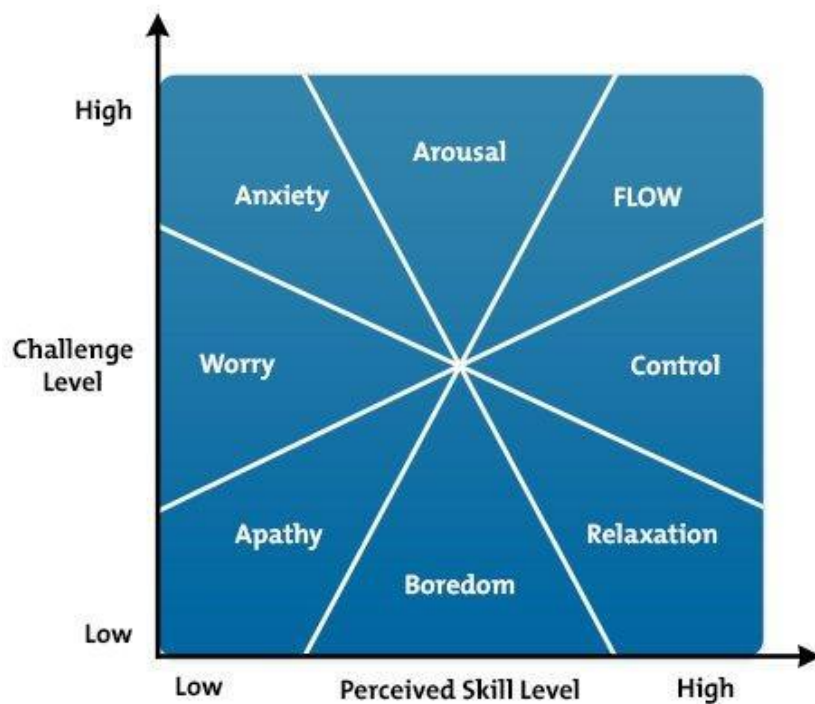 High
Arousal
Anxiety
FLOW
Challenge
Level
Worry
Control
Apathy
Relaxation
Boredom
Low
Low
Perceived Skill Level
High